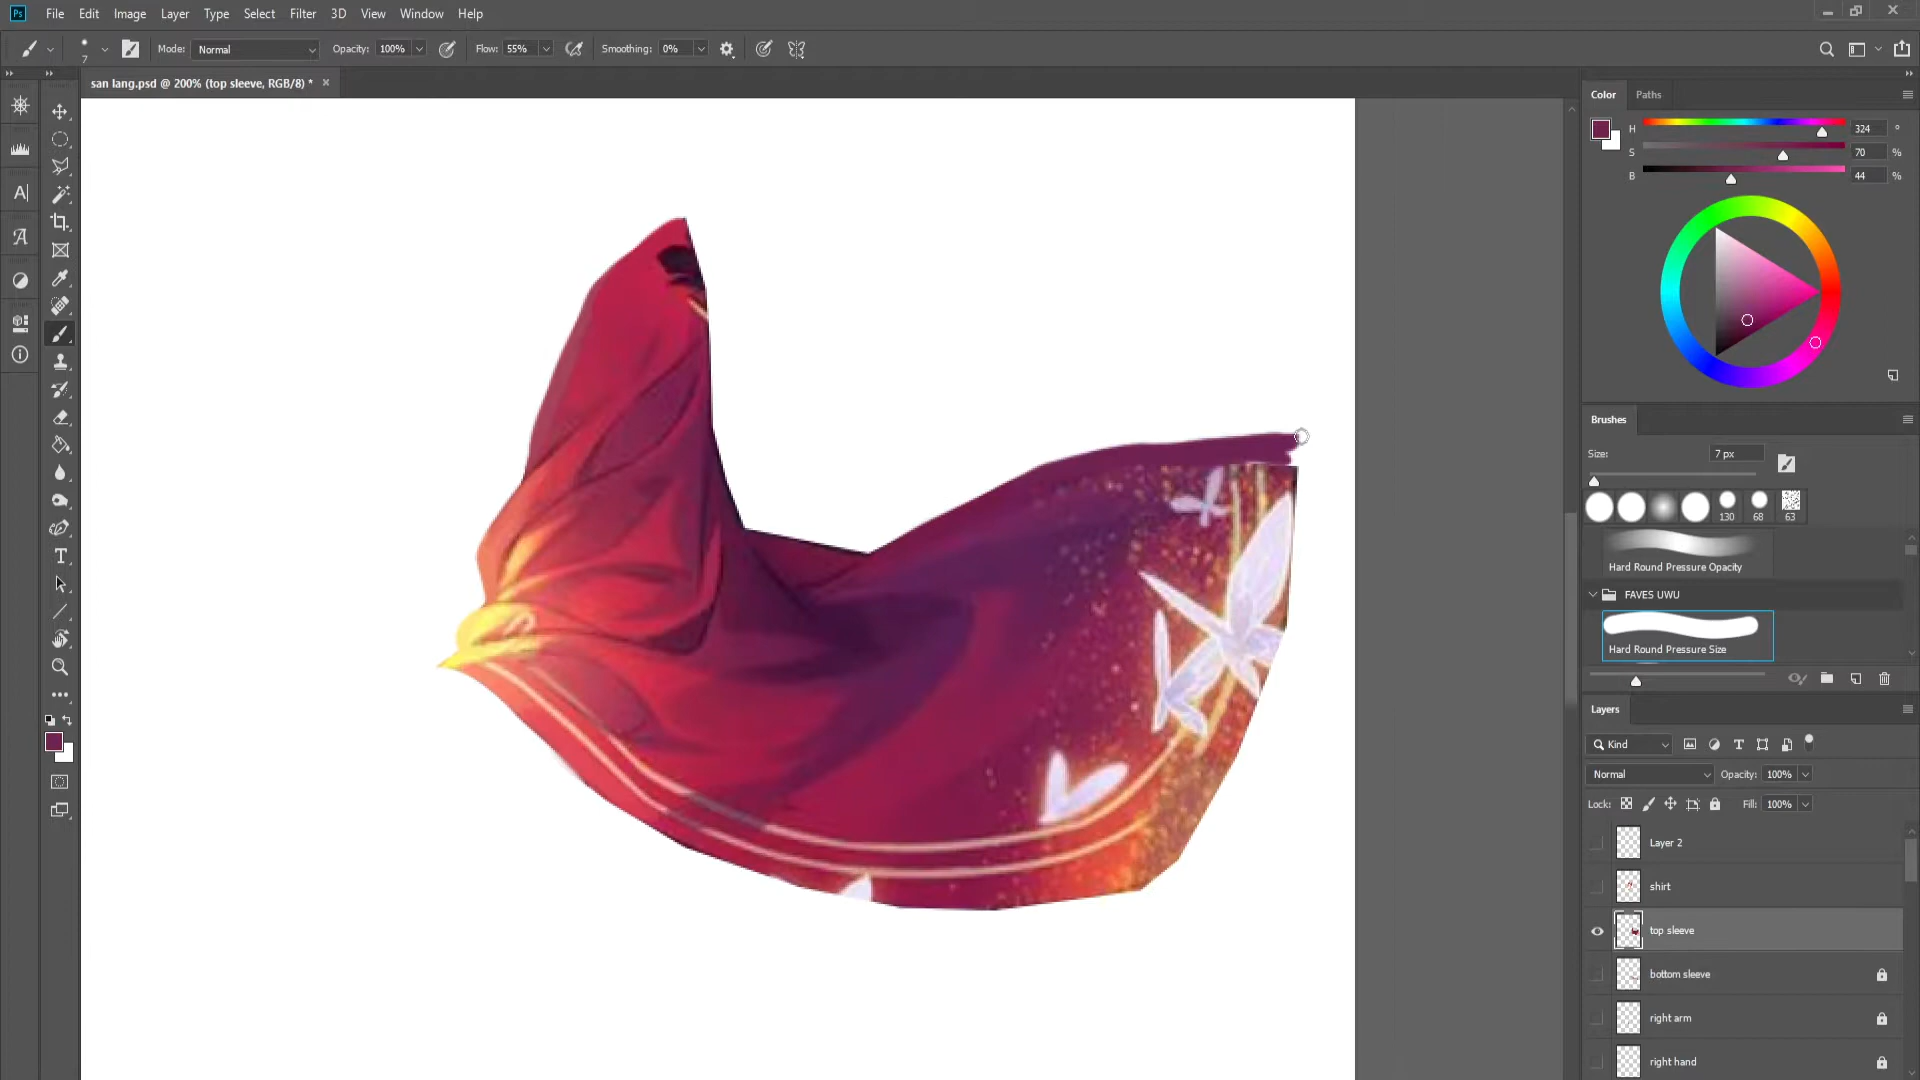 Ps File Edit Image Layer Type Select Filter 3D View Window Help
7 Mode: Normal Opacity: 100% Flow: 55% Smoothing: 0%
san lang.psd @ 200% (top sleeve, RGB/8) *
Color Paths
H 324 °
S 70 %
B 44 %
Brushes
Size: 7 px
130 68 63
Hard Round Pressure Opacity
FAVES UWU
Hard Round Pressure Size
Layers
Kind
Normal Opacity: 100%
Lock: Fill: 100%
Layer 2
shirt
top sleeve
bottom sleeve
right arm
right hand